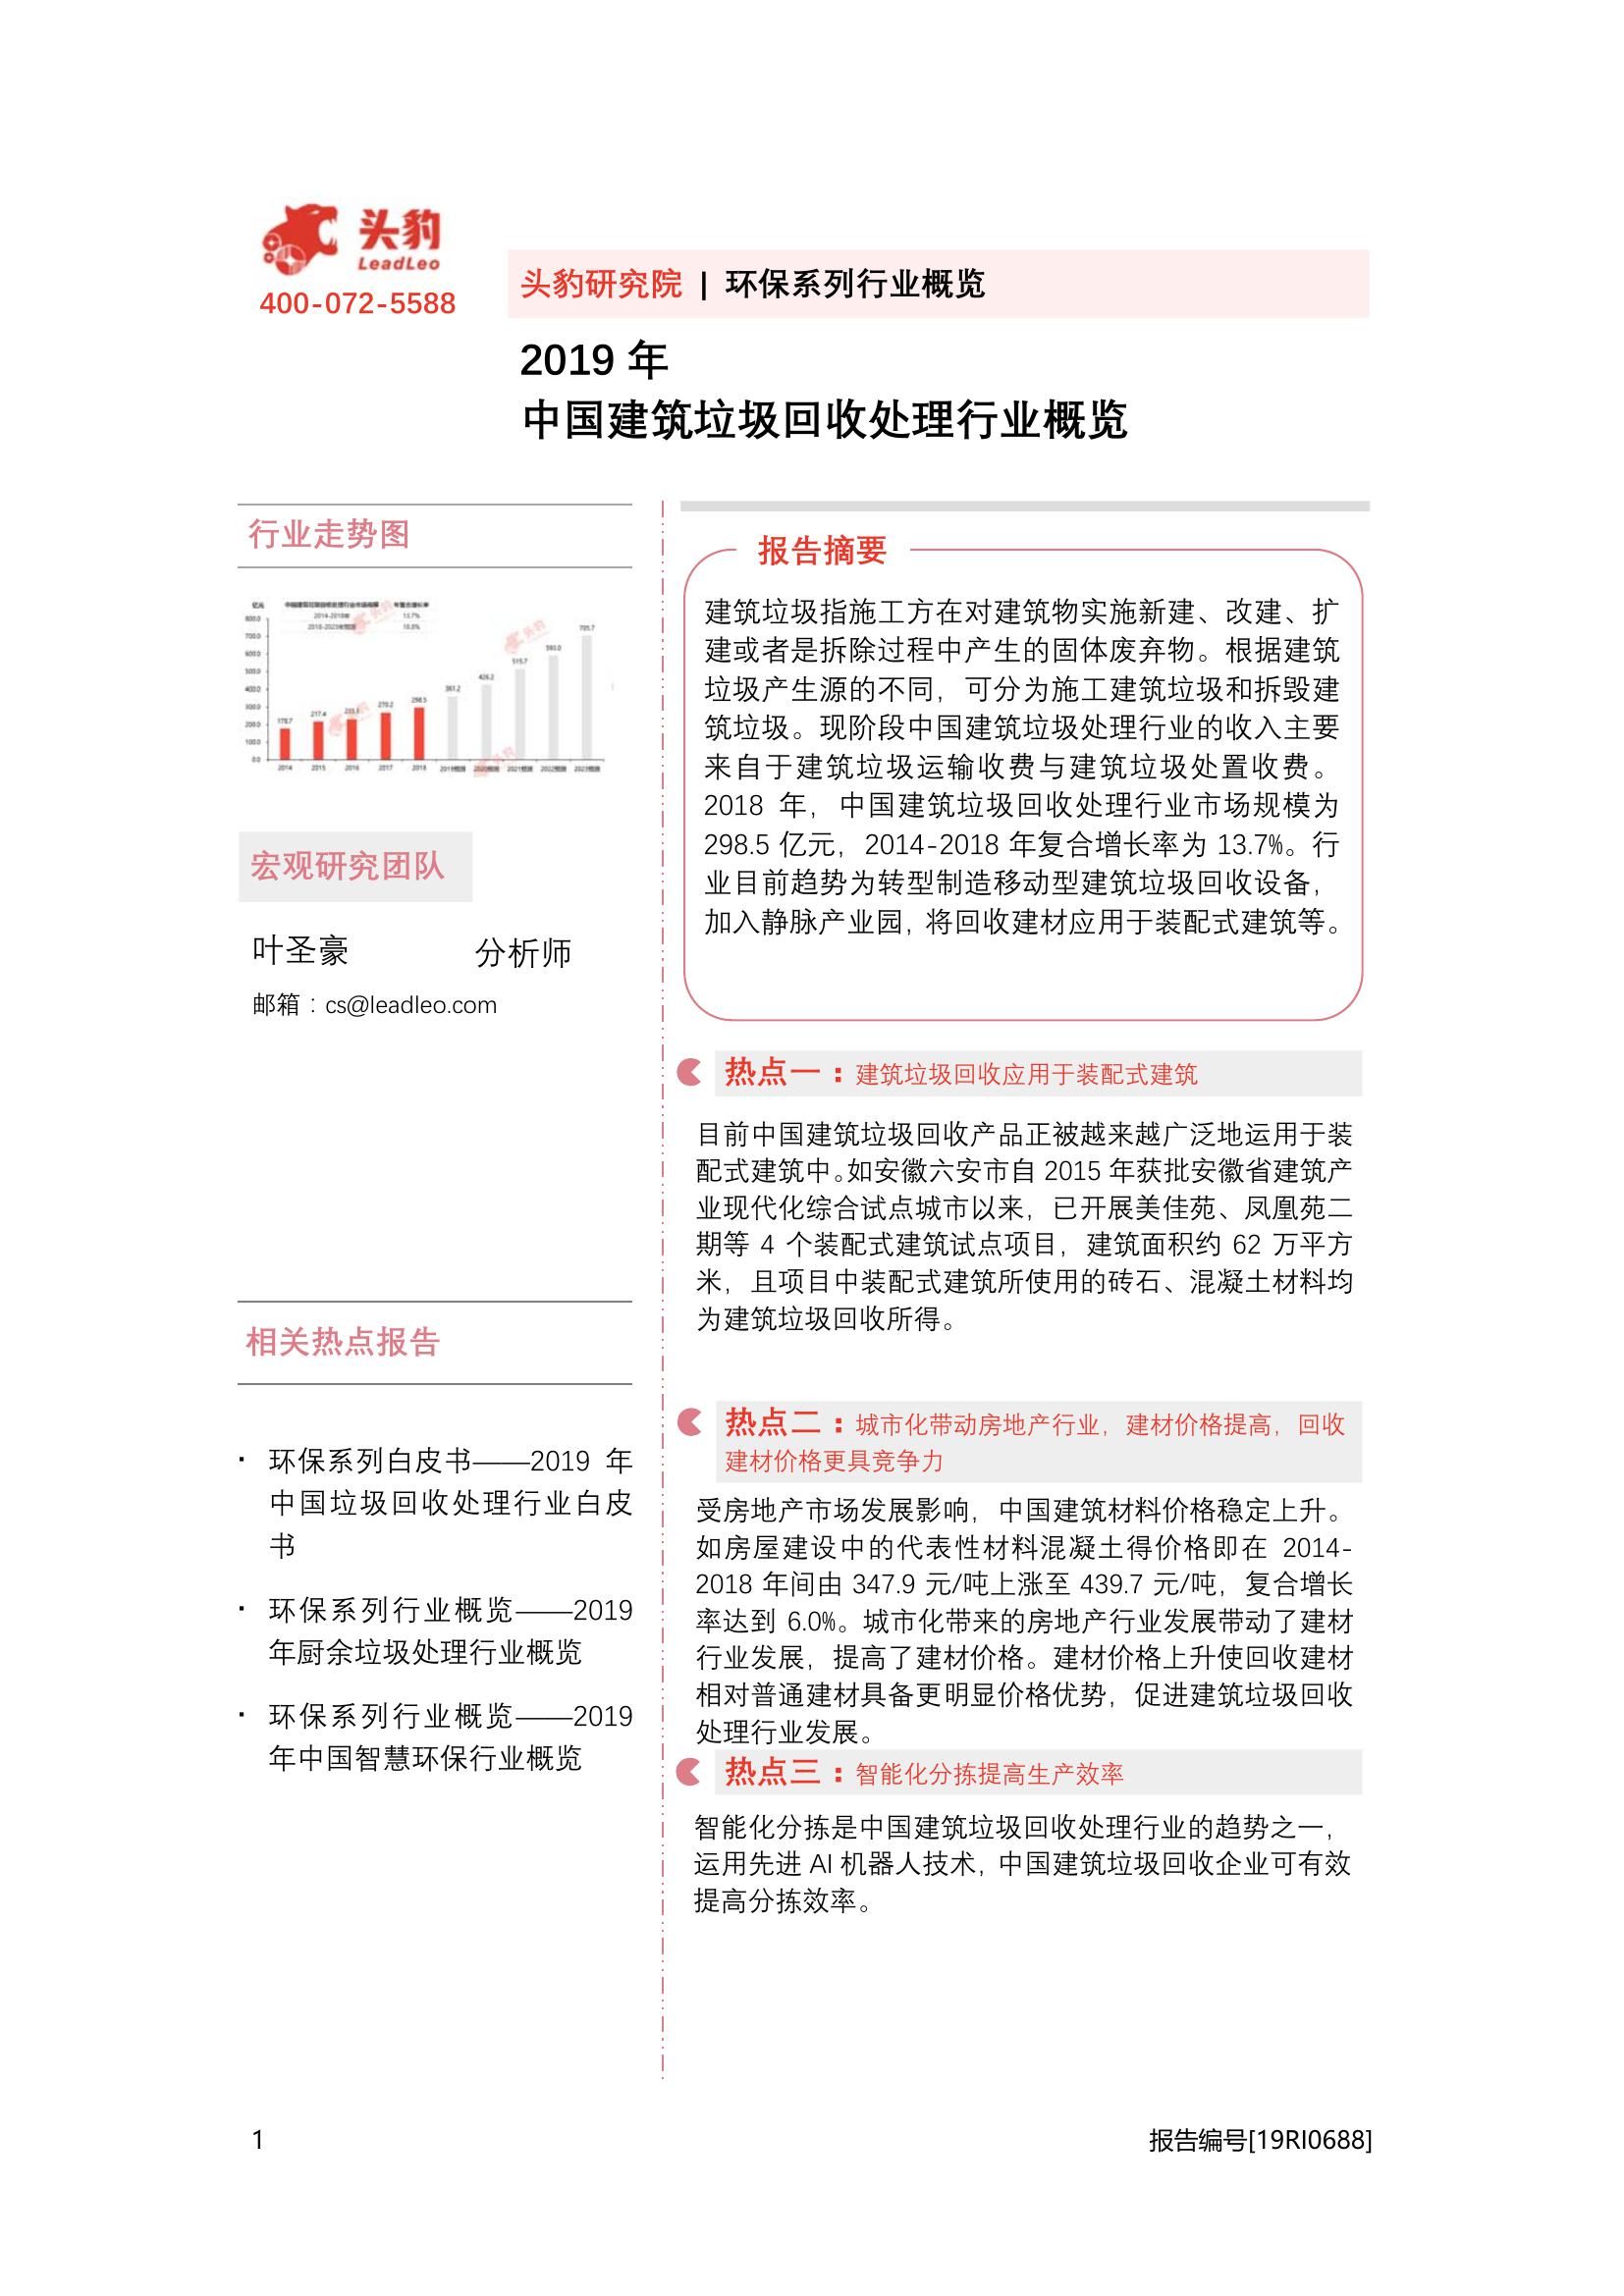 头豹
LeadLeo
400-072-5588
头豹研究院 | 环保系列行业概览
2019 年
中国建筑垃圾回收处理行业概览
行业走势图
亿元
中国建筑垃圾回收处理行业市场规模 年复合增长率
2014-2018年 13.7%
2018-2023年预测 18.8%
800.0
700.0
600.0
500.0
400.0
300.0
200.0
100.0
0.0
178.7
217.4
270.2
298.5
361.2
426.2
515.7
593.0
705.7
2014
2015
2016
2017
2018
2019预测
2020预测
2021预测
2022预测
2023预测
宏观研究团队
叶圣豪 分析师
邮箱：cs@leadleo.com
相关热点报告
· 环保系列白皮书——2019 年
中国垃圾回收处理行业白皮
书
· 环保系列行业概览——2019
年厨余垃圾处理行业概览
· 环保系列行业概览——2019
年中国智慧环保行业概览
报告摘要
建筑垃圾指施工方在对建筑物实施新建、改建、扩
建或者是拆除过程中产生的固体废弃物。根据建筑
垃圾产生源的不同，可分为施工建筑垃圾和拆毁建
筑垃圾。现阶段中国建筑垃圾处理行业的收入主要
来自于建筑垃圾运输收费与建筑垃圾处置收费。
2018 年，中国建筑垃圾回收处理行业市场规模为
298.5 亿元，2014-2018 年复合增长率为 13.7%。行
业目前趋势为转型制造移动型建筑垃圾回收设备，
加入静脉产业园，将回收建材应用于装配式建筑等。
热点一：建筑垃圾回收应用于装配式建筑
目前中国建筑垃圾回收产品正被越来越广泛地运用于装
配式建筑中。如安徽六安市自 2015 年获批安徽省建筑产
业现代化综合试点城市以来，已开展美佳苑、凤凰苑二
期等 4 个装配式建筑试点项目，建筑面积约 62 万平方
米，且项目中装配式建筑所使用的砖石、混凝土材料均
为建筑垃圾回收所得。
热点二：城市化带动房地产行业，建材价格提高，回收
建材价格更具竞争力
受房地产市场发展影响，中国建筑材料价格稳定上升。
如房屋建设中的代表性材料混凝土得价格即在 2014-
2018 年间由 347.9 元/吨上涨至 439.7 元/吨，复合增长
率达到 6.0%。城市化带来的房地产行业发展带动了建材
行业发展，提高了建材价格。建材价格上升使回收建材
相对普通建材具备更明显价格优势，促进建筑垃圾回收
处理行业发展。
热点三：智能化分拣提高生产效率
智能化分拣是中国建筑垃圾回收处理行业的趋势之一，
运用先进 AI 机器人技术，中国建筑垃圾回收企业可有效
提高分拣效率。
1
报告编号[19RI0688]